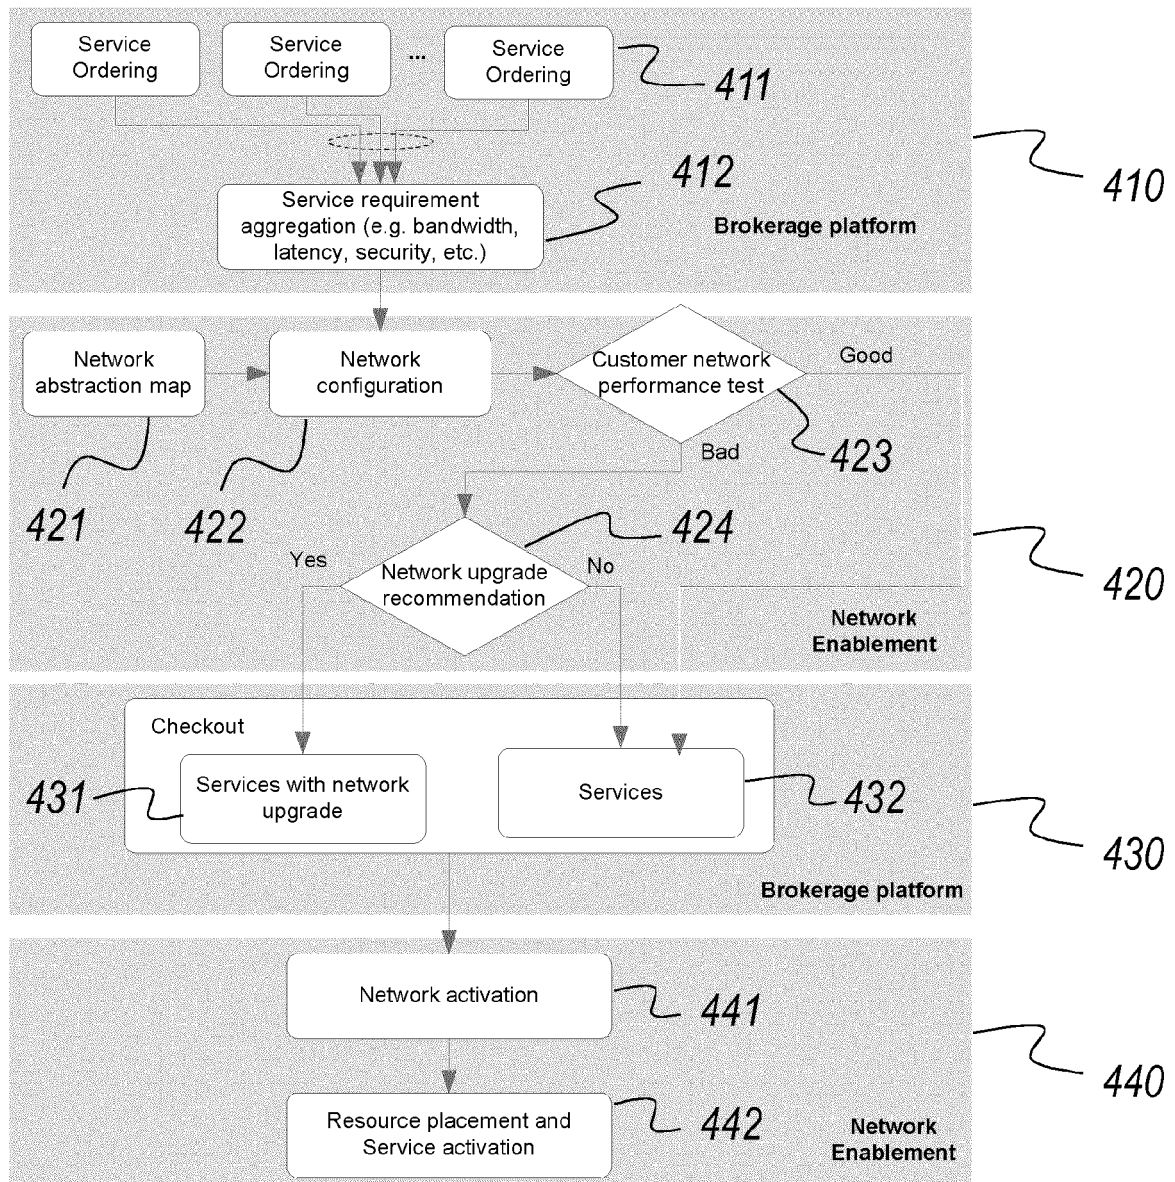 Service
Ordering
Service
Ordering
...
Service
Ordering
411
Service requirement
aggregation (e.g. bandwidth,
latency, security, etc.)
412
Brokerage platform
410
Network
abstraction map
Network
configuration
Customer network
performance test
Good
Bad
421
422
423
Yes
Network upgrade
recommendation
No
424
Network
Enablement
420
Checkout
Services with network
upgrade
Services
431
432
Brokerage platform
430
Network activation
441
Resource placement and
Service activation
442
Network
Enablement
440